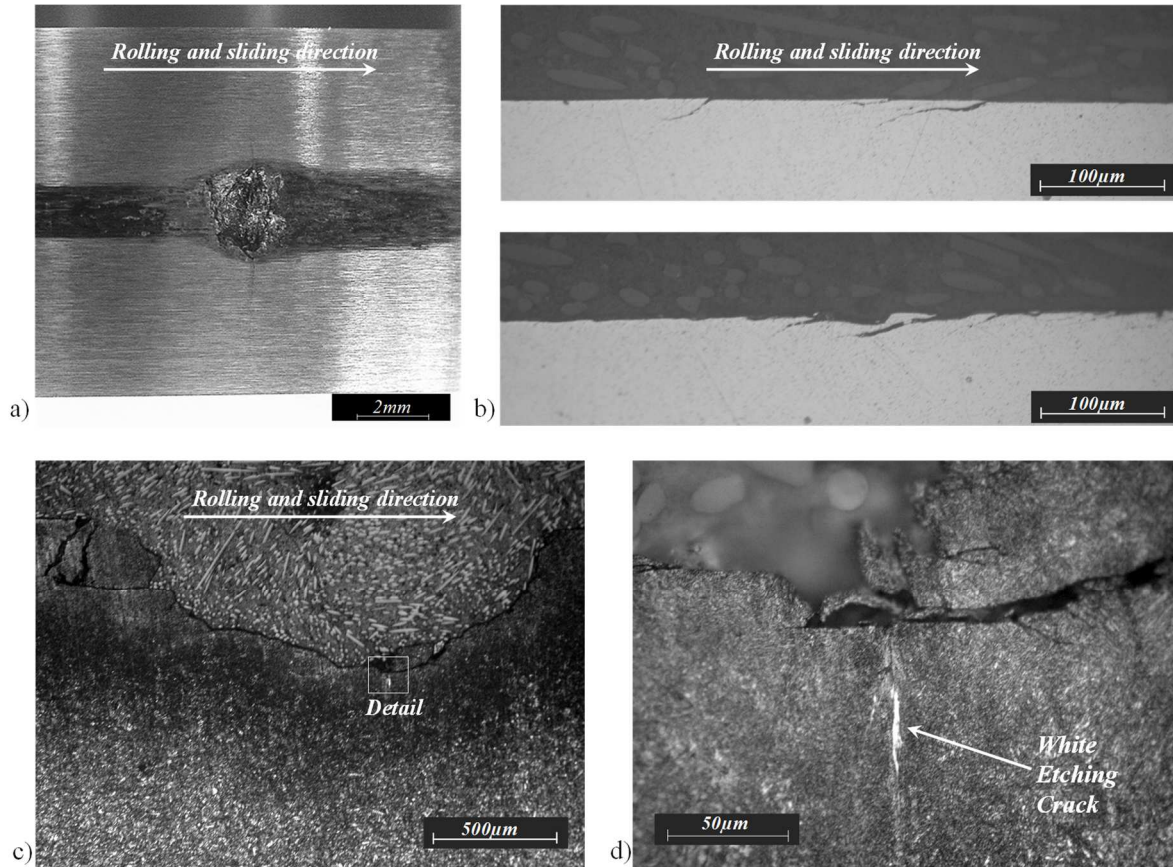 Rolling and sliding direction
2mm
a)
Rolling and sliding direction
100µm
100µm
b)
Rolling and sliding direction
Detail
500µm
c)
White
Etching
Crack
50µm
d)